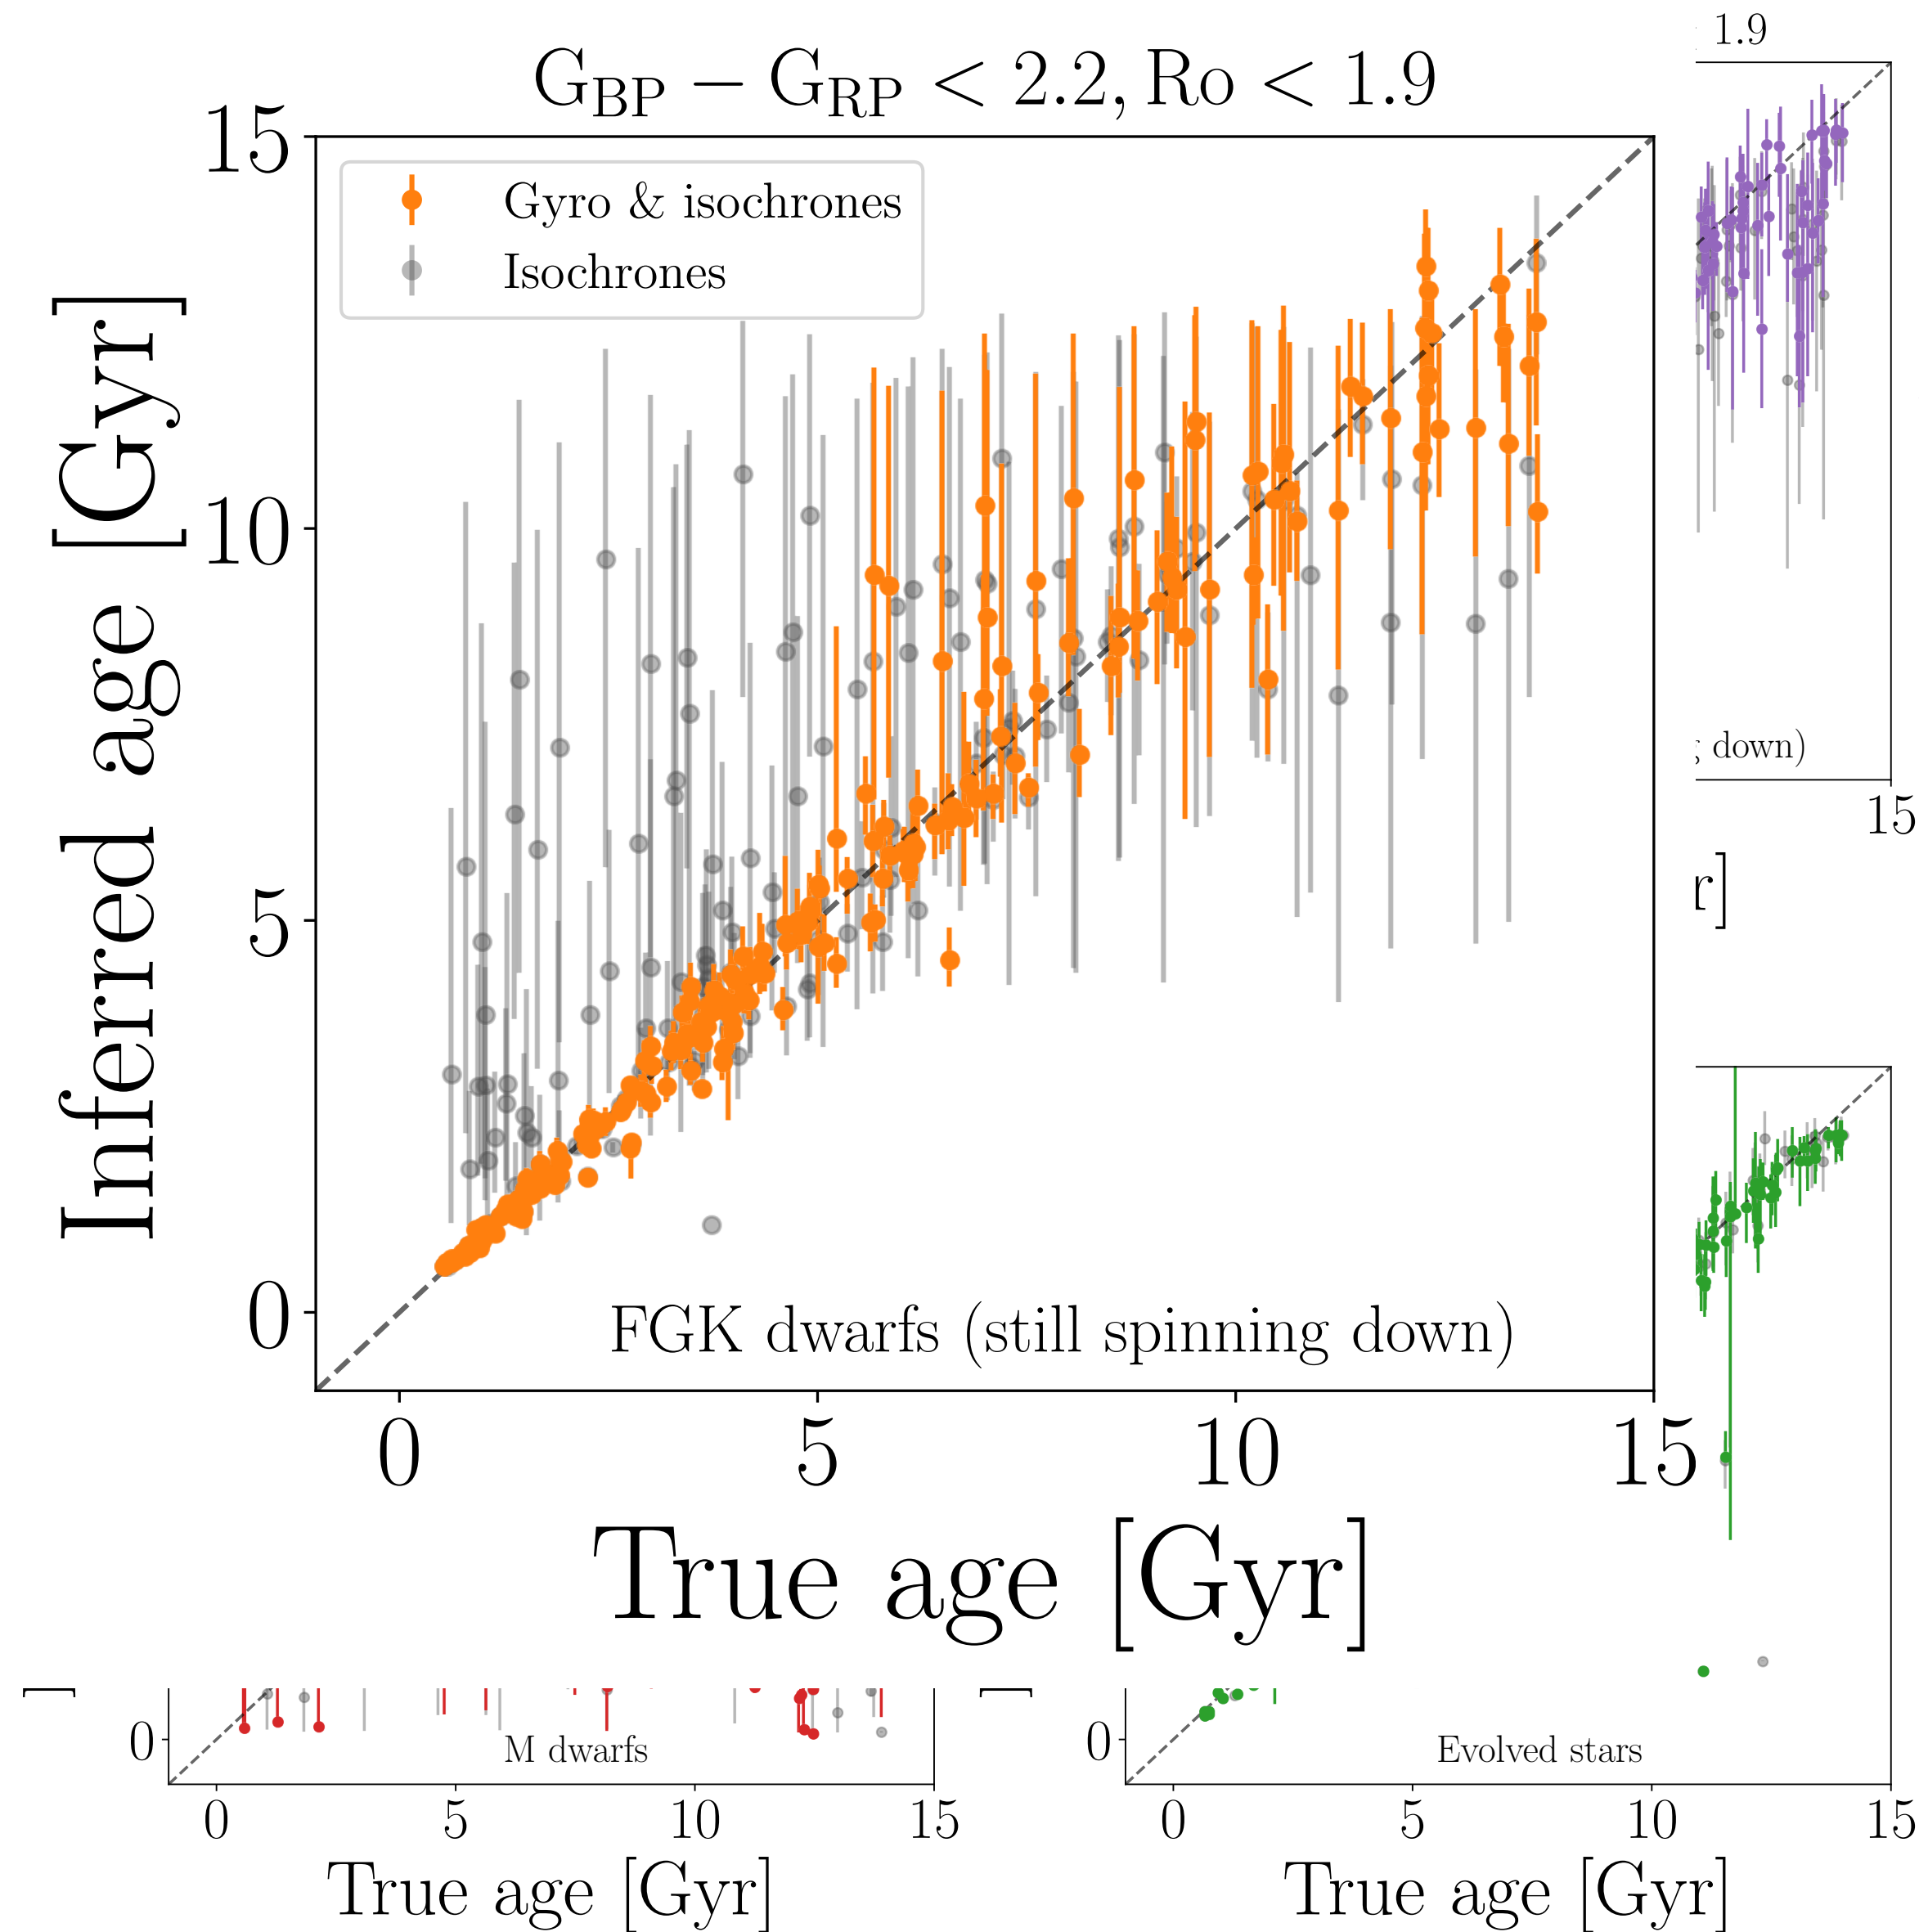 G_BP − G_RP < 2.2, Ro < 1.9
1.9
15
10
5
0
Inferred age [Gyr]
Gyro & isochrones
Isochrones
FGK dwarfs (still spinning down)
0 5 10 15
True age [Gyr]
down)
15
r]
]
0
M dwarfs
0 5 10 15
True age [Gyr]
0
Evolved stars
0 5 10 15
True age [Gyr]